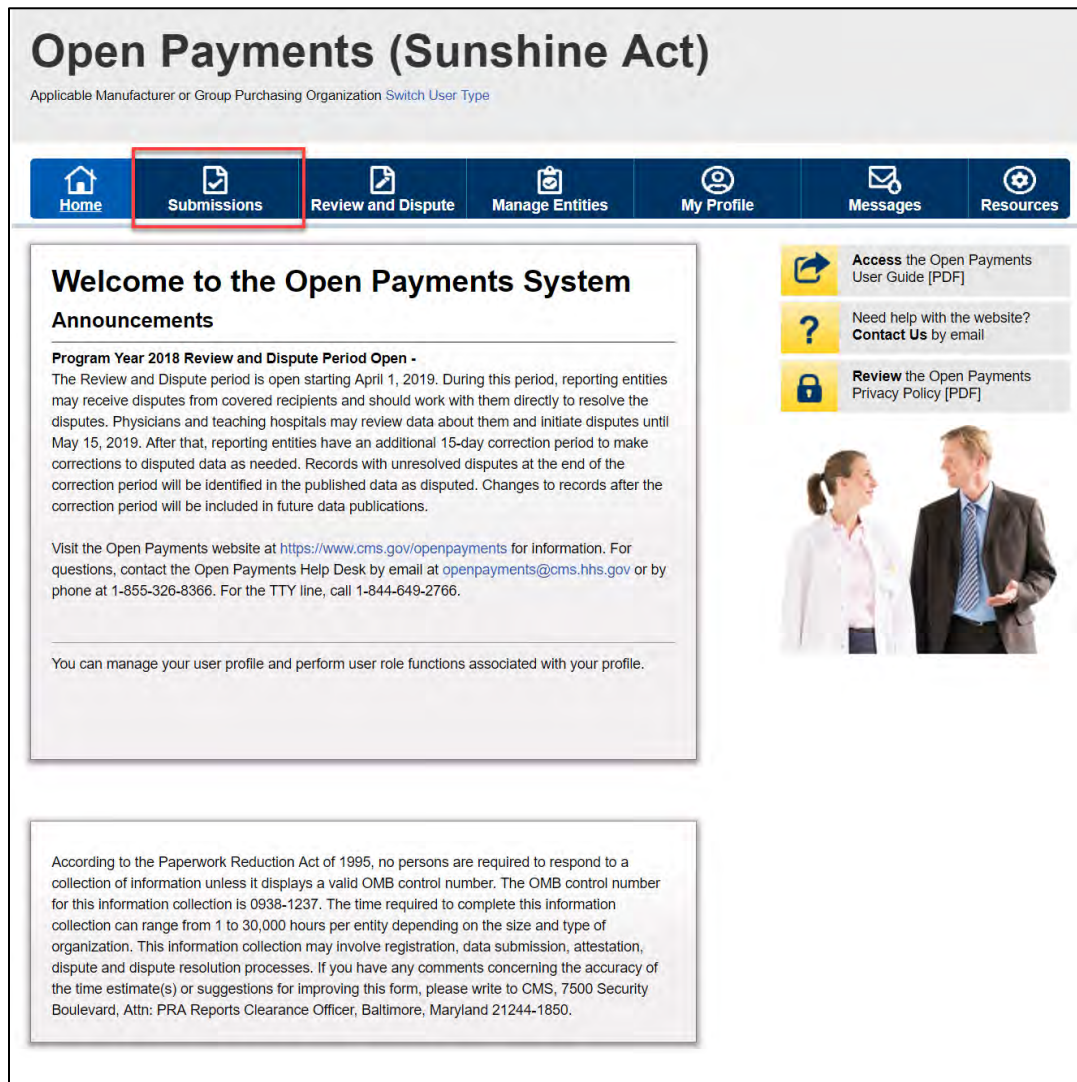 Open Payments (Sunshine Act)
Applicable Manufacturer or Group Purchasing Organization Switch User Type
Home
Submissions
Review and Dispute
Manage Entities
My Profile
Messages
Resources
Welcome to the Open Payments System
Announcements
Program Year 2018 Review and Dispute Period Open -
The Review and Dispute period is open starting April 1, 2019. During this period, reporting entities
may receive disputes from covered recipients and should work with them directly to resolve the
disputes. Physicians and teaching hospitals may review data about them and initiate disputes until
May 15, 2019. After that, reporting entities have an additional 15-day correction period to make
corrections to disputed data as needed. Records with unresolved disputes at the end of the
correction period will be identified in the published data as disputed. Changes to records after the
correction period will be included in future data publications.
Visit the Open Payments website at https://www.cms.gov/openpayments for information. For
questions, contact the Open Payments Help Desk by email at openpayments@cms.hhs.gov or by
phone at 1-855-326-8366. For the TTY line, call 1-844-649-2766.
You can manage your user profile and perform user role functions associated with your profile.
Access the Open Payments
User Guide [PDF]
?
Need help with the website?
Contact Us by email
Review the Open Payments
Privacy Policy [PDF]
According to the Paperwork Reduction Act of 1995, no persons are required to respond to a
collection of information unless it displays a valid OMB control number. The OMB control number
for this information collection is 0938-1237. The time required to complete this information
collection can range from 1 to 30,000 hours per entity depending on the size and type of
organization. This information collection may involve registration, data submission, attestation,
dispute and dispute resolution processes. If you have any comments concerning the accuracy of
the time estimate(s) or suggestions for improving this form, please write to CMS, 7500 Security
Boulevard, Attn: PRA Reports Clearance Officer, Baltimore, Maryland 21244-1850.